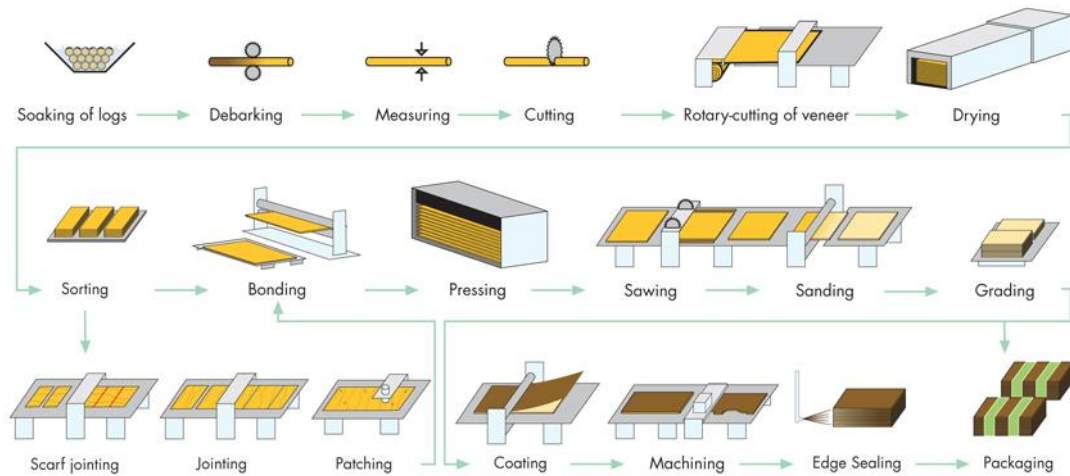 Soaking of logs
Debarking
Measuring
Cutting
Rotary-cutting of veneer
Drying
Sorting
Bonding
Pressing
Sawing
Sanding
Grading
Scarf jointing
Jointing
Patching
Coating
Machining
Edge Sealing
Packaging